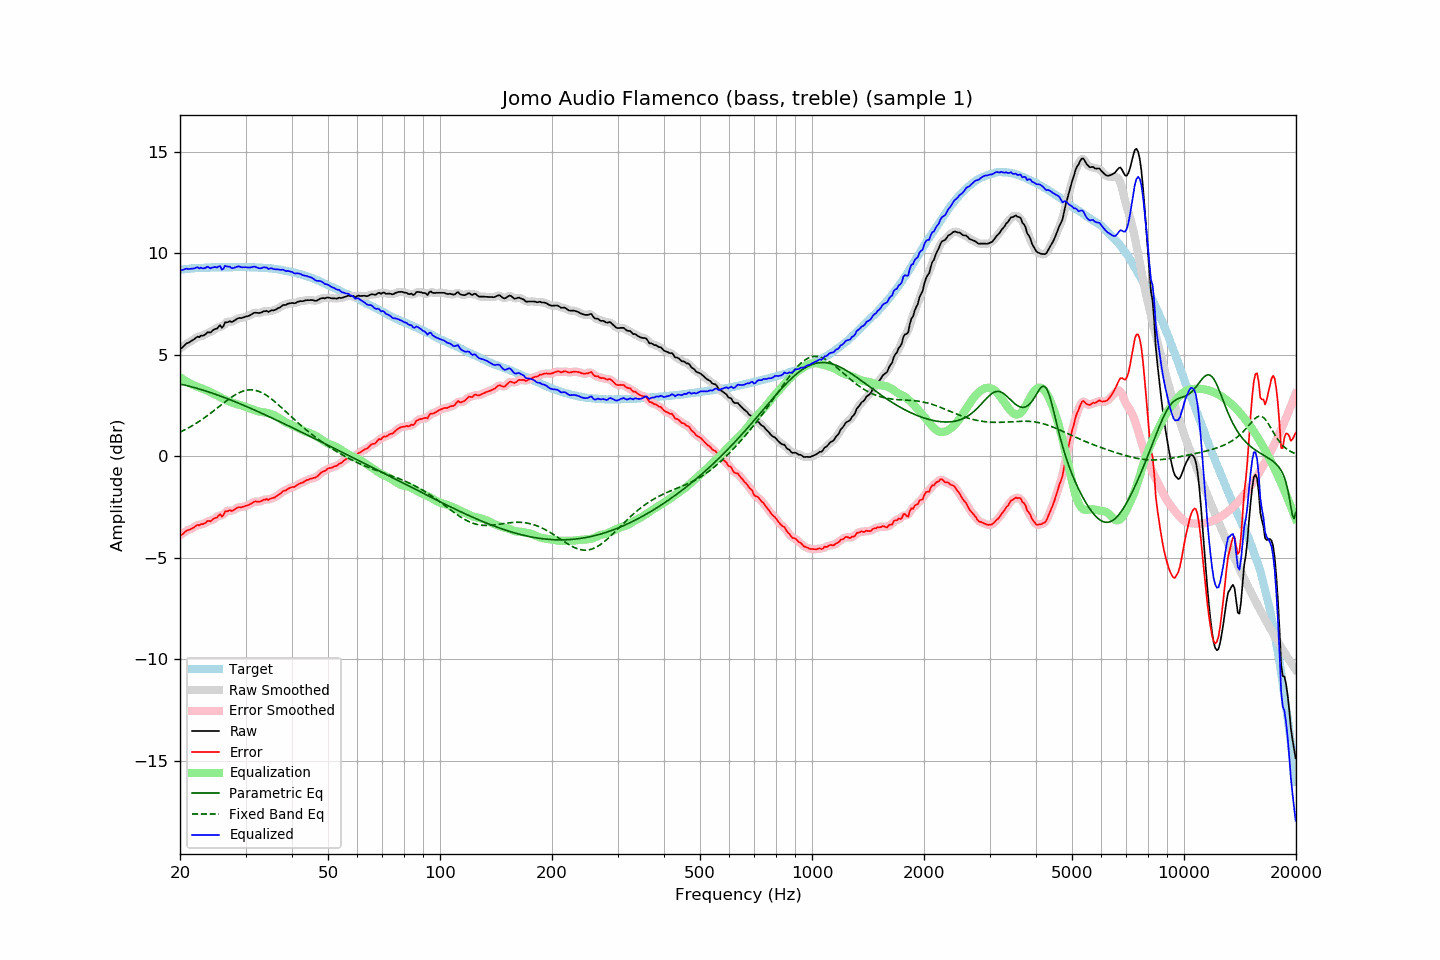 Jomo Audio Flamenco (bass, treble) (sample 1)
15
10
5
0
−5
−10
−15
Amplitude (dBr)
Target
Raw Smoothed
Error Smoothed
Raw
Error
Equalization
Parametric Eq
Fixed Band Eq
Equalized
20 50 100 200 500 1000 2000 5000 10000 20000
Frequency (Hz)